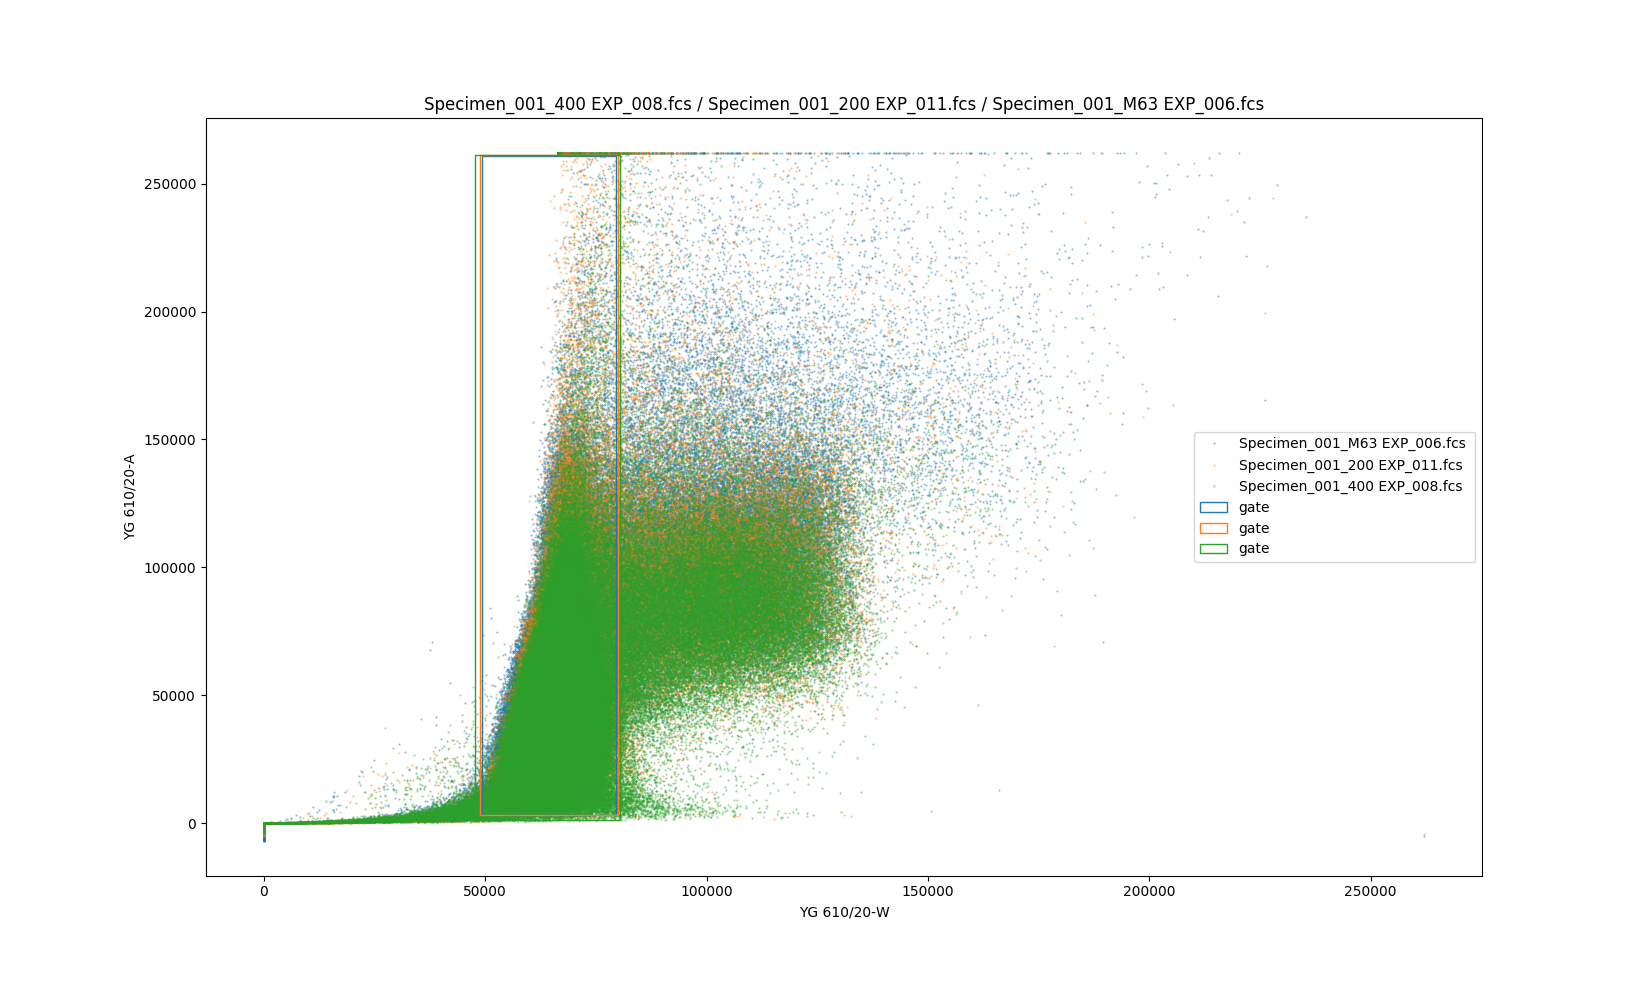 Specimen_001_400 EXP_008.fcs / Specimen_001_200 EXP_011.fcs / Specimen_001_M63 EXP_006.fcs
YG 610/20-A
250000
200000
150000
100000
50000
0
Specimen_001_M63 EXP_006.fcs
Specimen_001_200 EXP_011.fcs
Specimen_001_400 EXP_008.fcs
gate
gate
gate
0 50000 100000 150000 200000 250000
YG 610/20-W